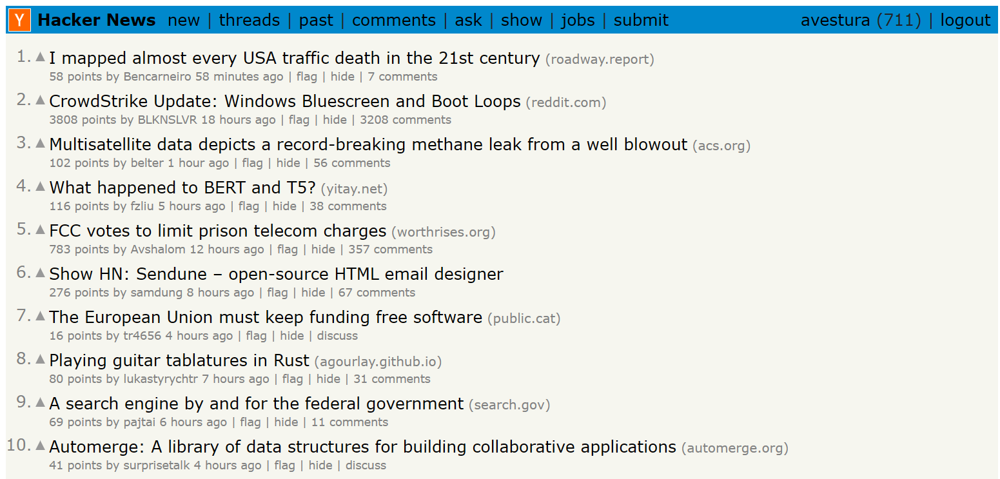 Y Hacker News new | threads | past | comments | ask | show | jobs | submit avestura (711) | logout
1. ▲ I mapped almost every USA traffic death in the 21st century (roadway.report)
58 points by Bencarneiro 58 minutes ago | flag | hide | 7 comments
2. ▲ CrowdStrike Update: Windows Bluescreen and Boot Loops (reddit.com)
3808 points by BLKNSLVR 18 hours ago | flag | hide | 3208 comments
3. ▲ Multisatellite data depicts a record-breaking methane leak from a well blowout (acs.org)
102 points by belter 1 hour ago | flag | hide | 56 comments
4. ▲ What happened to BERT and T5? (yitay.net)
116 points by fzliu 5 hours ago | flag | hide | 38 comments
5. ▲ FCC votes to limit prison telecom charges (worthrises.org)
783 points by Avshalom 12 hours ago | flag | hide | 357 comments
6. ▲ Show HN: Sendune – open-source HTML email designer
276 points by samdung 8 hours ago | flag | hide | 67 comments
7. ▲ The European Union must keep funding free software (public.cat)
16 points by tr4656 4 hours ago | flag | hide | discuss
8. ▲ Playing guitar tablatures in Rust (agourlay.github.io)
80 points by lukastyrychtr 7 hours ago | flag | hide | 31 comments
9. ▲ A search engine by and for the federal government (search.gov)
69 points by pajtai 6 hours ago | flag | hide | 11 comments
10. ▲ Automerge: A library of data structures for building collaborative applications (automerge.org)
41 points by surprisetalk 4 hours ago | flag | hide | discuss